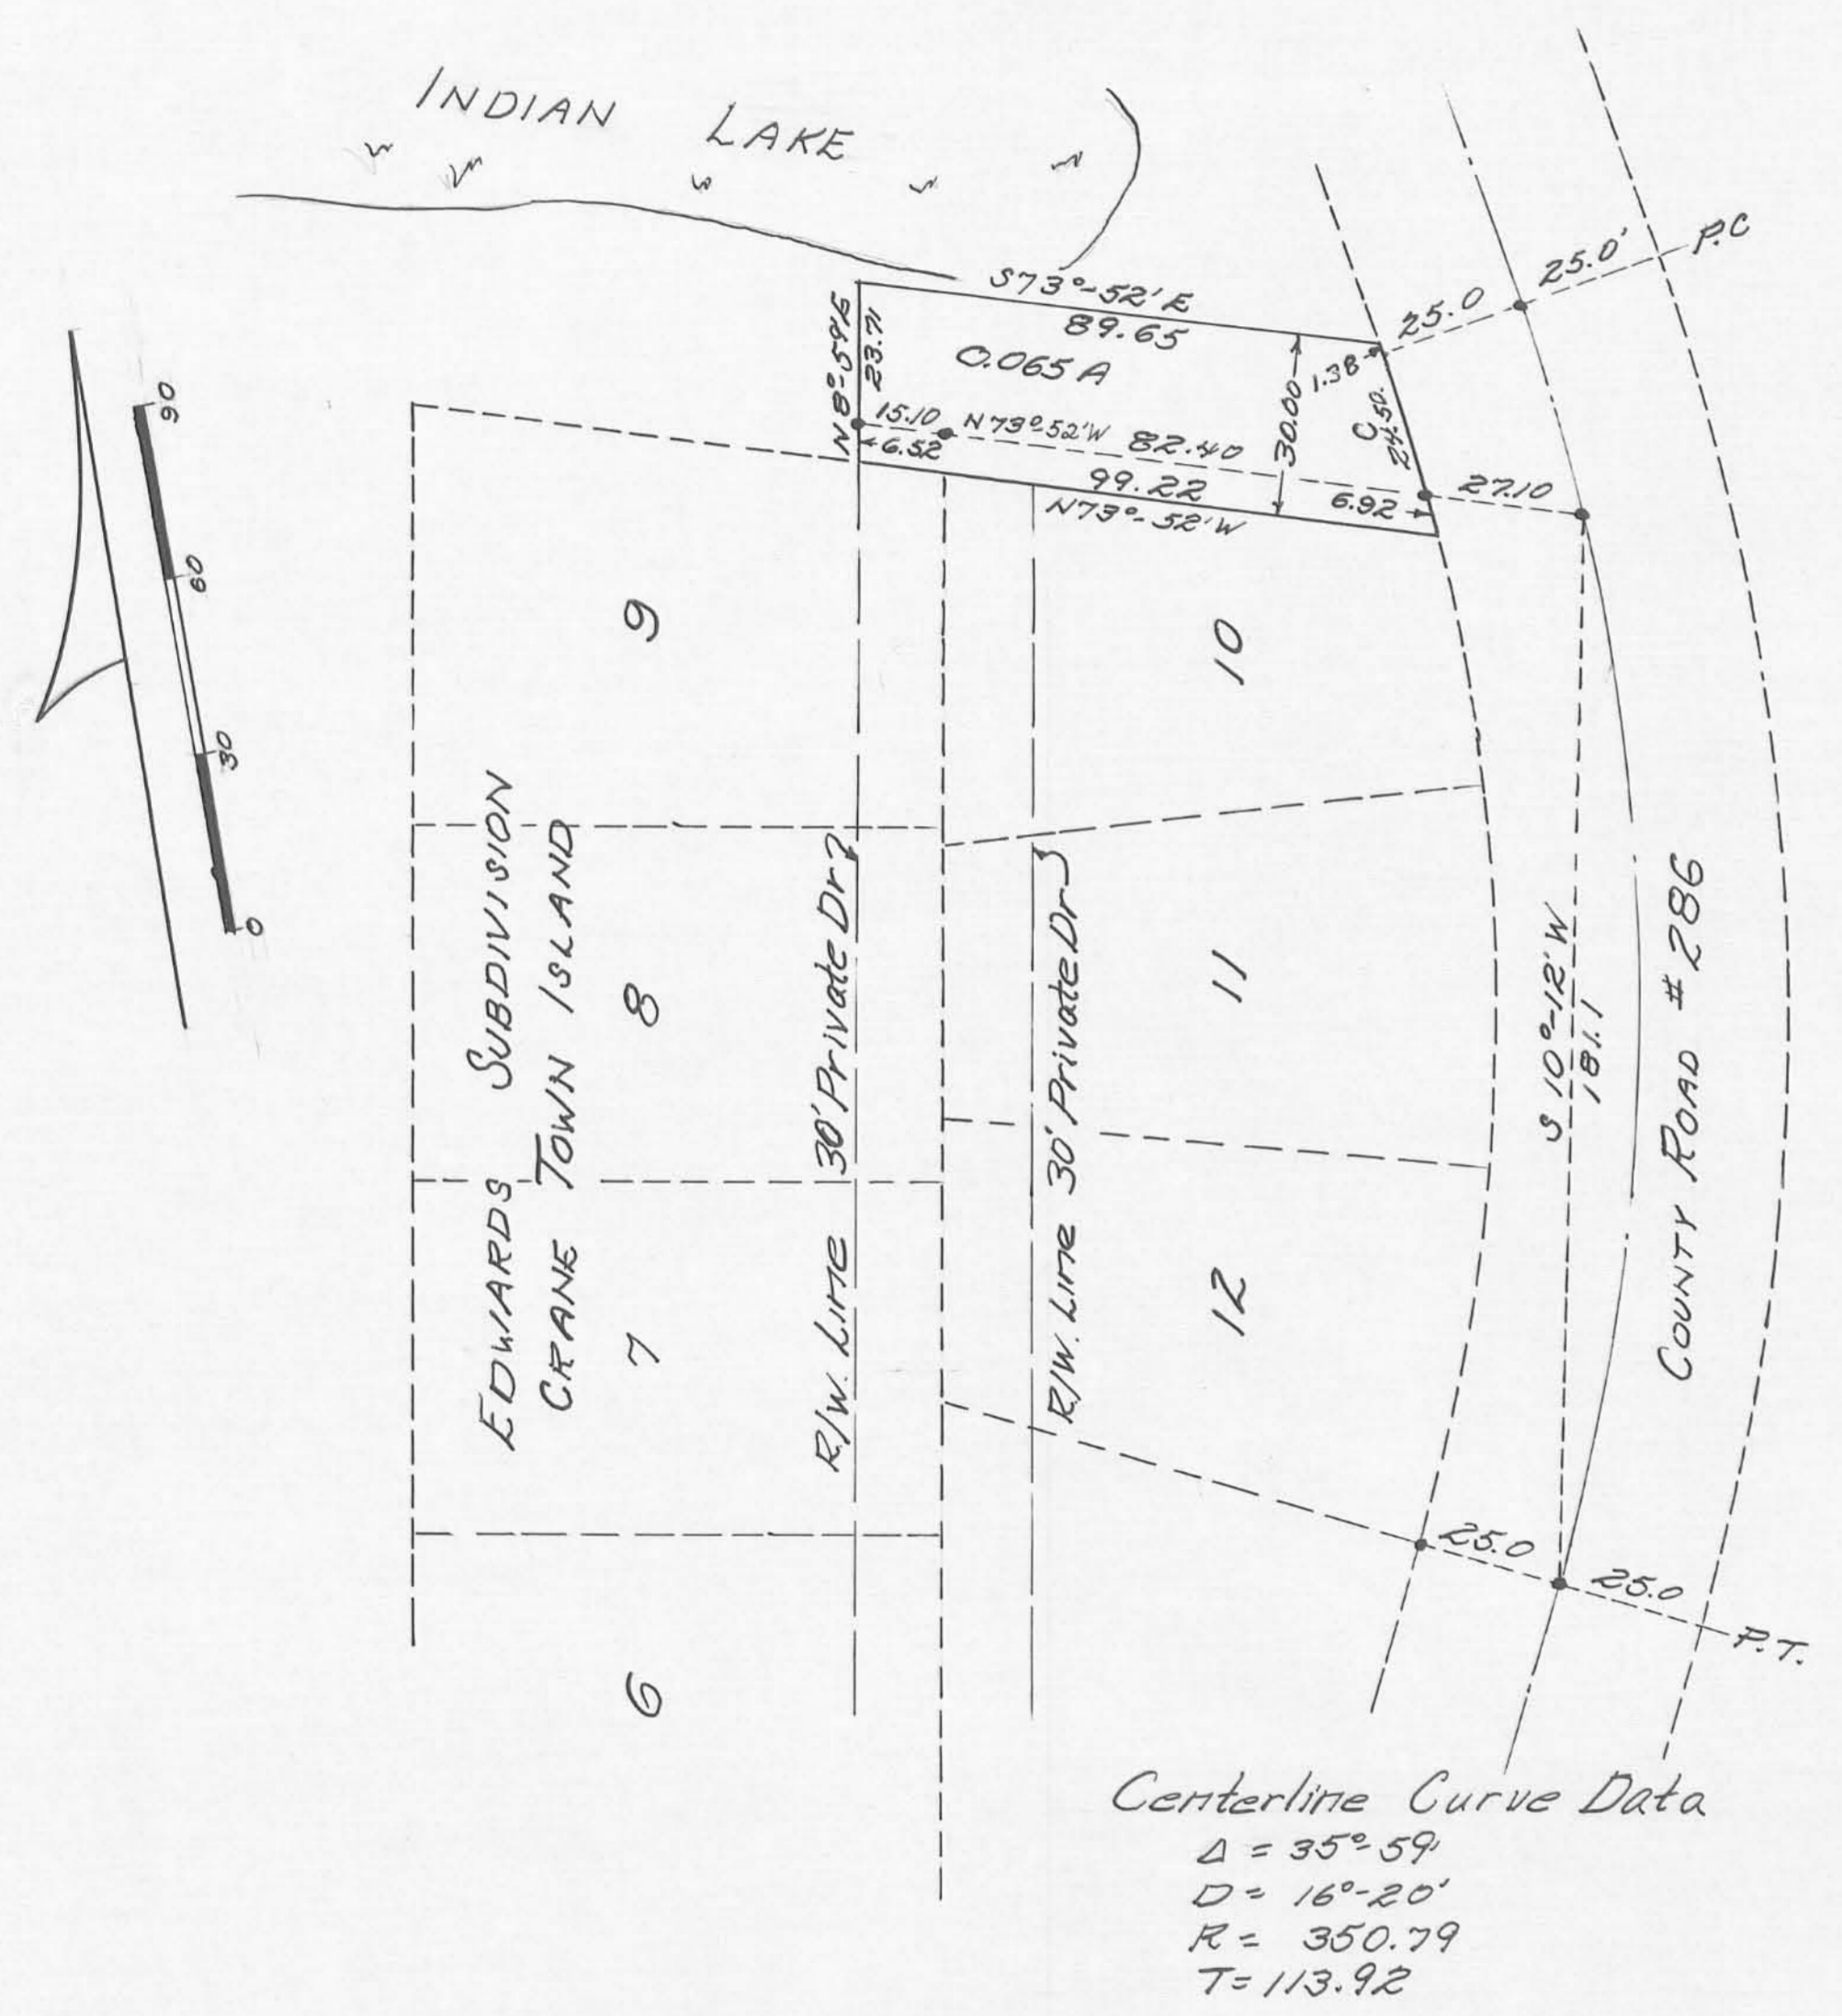 INDIAN LAKE
P.C
25.0'
25.0
S73°-52'E
89.65
0.065 A
1.38
30.00
N 8°-59'E
23.71
15.10
N73°-52'W 82.40
6.52
C
24.50
27.10
99.22
6.92
N73°-52'W
90
60
30
0
9
10
EDWARDS SUBDIVISION
CRANE TOWN ISLAND
8
7
6
R/W. Line 30' Private Dr.
R/W. Line 30' Private Dr
11
12
S 10°-12' W
181.1
COUNTY ROAD # 286
25.0
25.0
P.T.
Centerline Curve Data
Δ = 35°-59'
D = 16°-20'
R = 350.79
T = 113.92